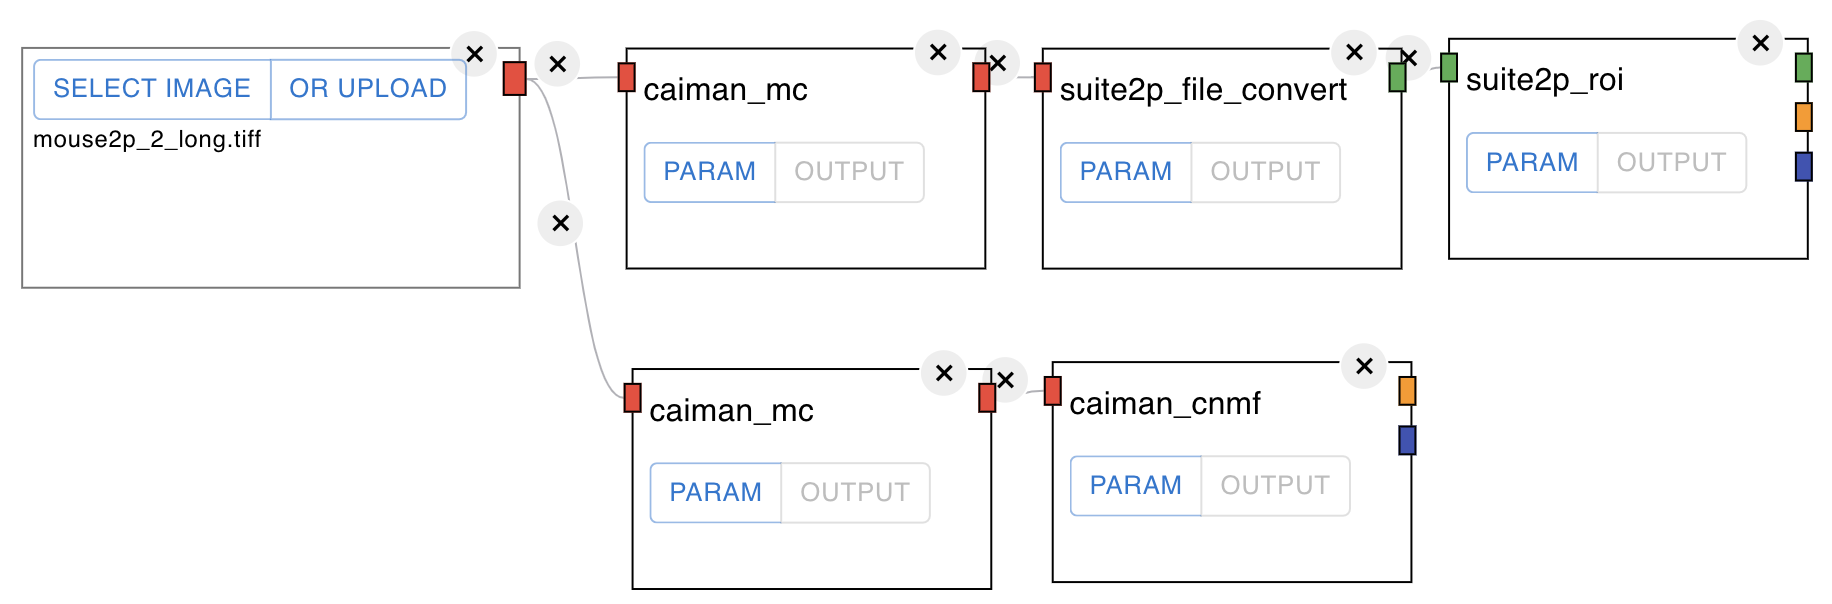 SELECT IMAGE OR UPLOAD
mouse2p_2_long.tiff
caiman_mc
PARAM OUTPUT
suite2p_file_convert
PARAM OUTPUT
suite2p_roi
PARAM OUTPUT
caiman_mc
PARAM OUTPUT
caiman_cnmf
PARAM OUTPUT